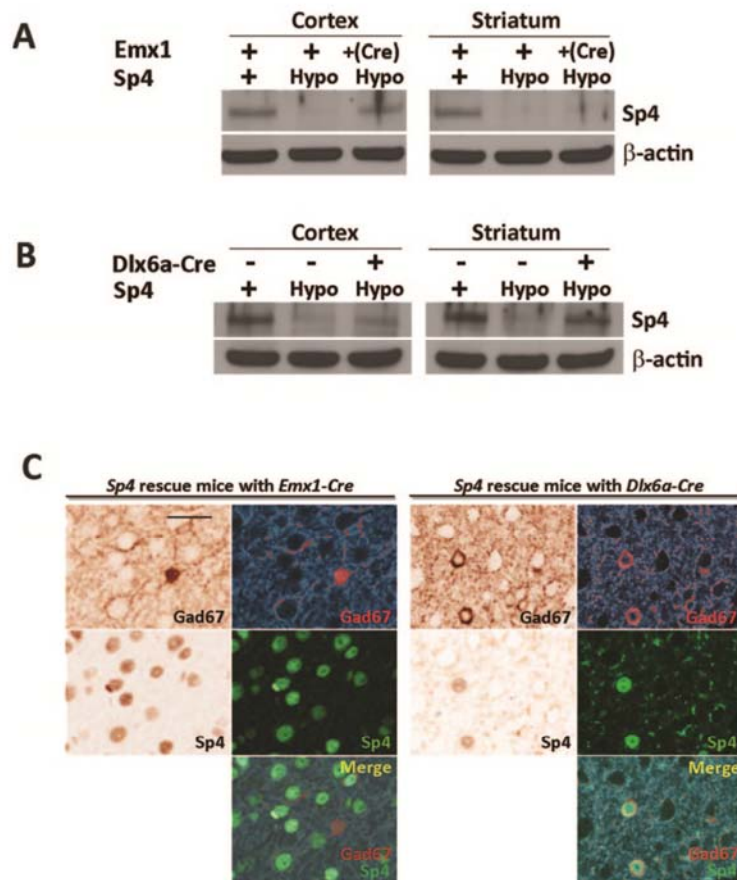 A
Cortex Striatum
Emx1 + + +(Cre) + + +(Cre)
Sp4 + Hypo Hypo + Hypo Hypo
Sp4
β-actin
B
Cortex Striatum
Dlx6a-Cre - - + - - +
Sp4 + Hypo Hypo + Hypo Hypo
Sp4
β-actin
C
Sp4 rescue mice with Emx1-Cre Sp4 rescue mice with Dlx6a-Cre
Gad67 Gad67 Gad67 Gad67
Sp4 Sp4 Sp4 Sp4
Merge Merge
Gad67 Gad67
Sp4 Sp4